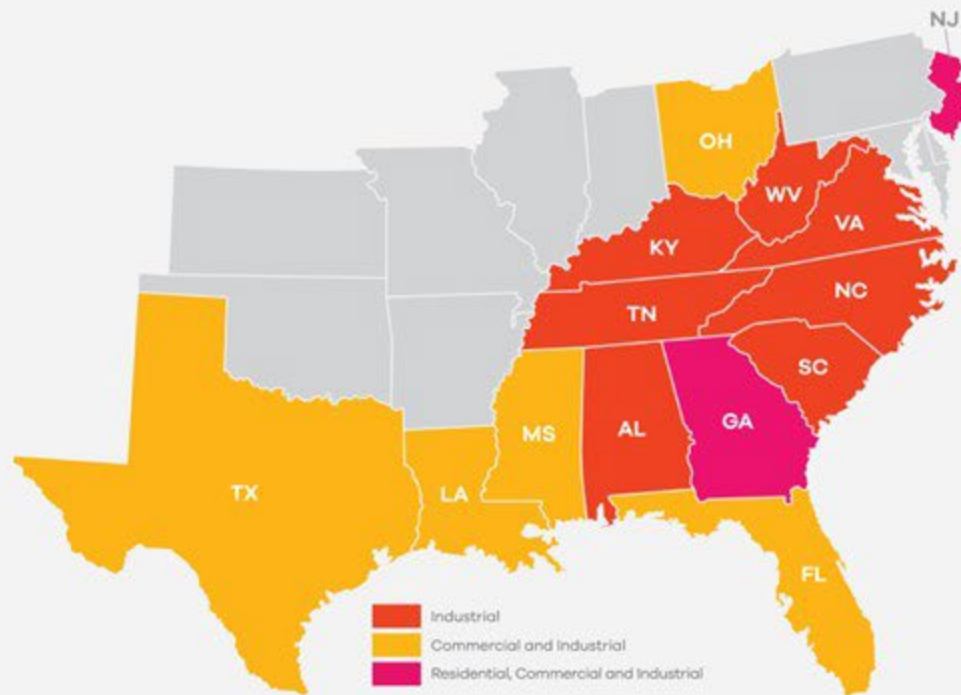 NJ
OH
WV
VA
KY
NC
TN
SC
MS
AL
GA
TX
LA
FL
Industrial
Commercial and Industrial
Residential, Commercial and Industrial